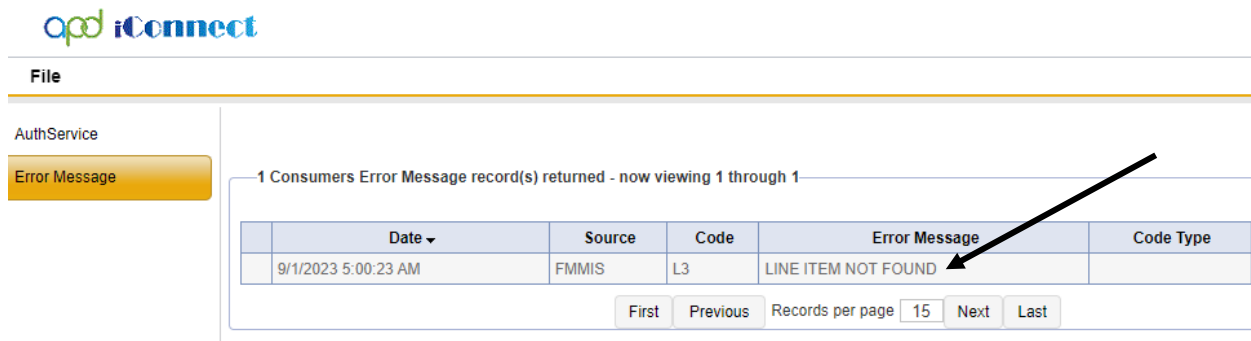 apd iConnect
File
AuthService
Error Message
1 Consumers Error Message record(s) returned - now viewing 1 through 1
Date Source Code Error Message Code Type
9/1/2023 5:00:23 AM FMMIS L3 LINE ITEM NOT FOUND
First Previous Records per page 15 Next Last